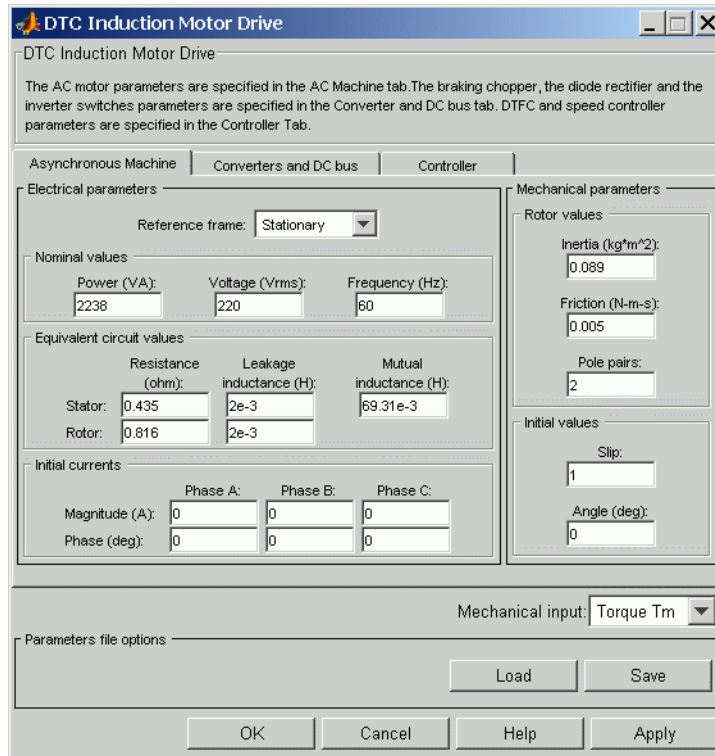 DTC Induction Motor Drive
DTC Induction Motor Drive
The AC motor parameters are specified in the AC Machine tab.The braking chopper, the diode rectifier and the
inverter switches parameters are specified in the Converter and DC bus tab. DTFC and speed controller
parameters are specified in the Controller Tab.
Asynchronous Machine Converters and DC bus Controller
Electrical parameters
Reference frame: Stationary
Nominal values
Power (VA): Voltage (Vrms): Frequency (Hz):
2238 220 60
Equivalent circuit values
Resistance Leakage Mutual
(ohm): inductance (H): inductance (H):
Stator: 0.435 2e-3 69.31e-3
Rotor: 0.816 2e-3
Initial currents
Phase A: Phase B: Phase C:
Magnitude (A): 0 0 0
Phase (deg): 0 0 0
Mechanical parameters
Rotor values
Inertia (kg*m^2):
0.089
Friction (N-m-s):
0.005
Pole pairs:
2
Initial values
Slip:
1
Angle (deg):
0
Mechanical input: Torque Tm
Parameters file options
Load Save
OK Cancel Help Apply